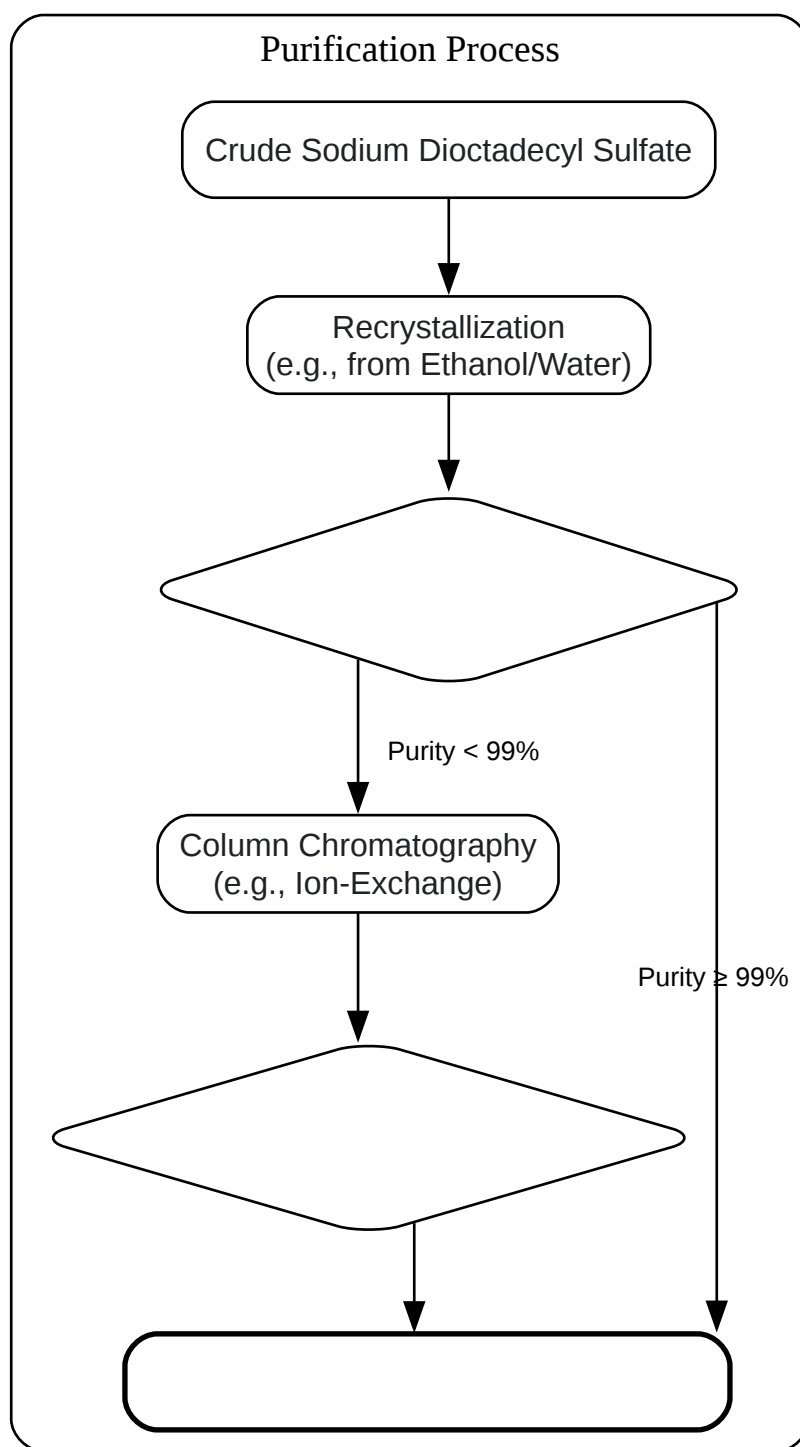 Purification Process
Crude Sodium Dioctadecyl Sulfate
Recrystallization
(e.g., from Ethanol/Water)
Purity < 99%
Column Chromatography
(e.g., Ion-Exchange)
Purity ≥ 99%